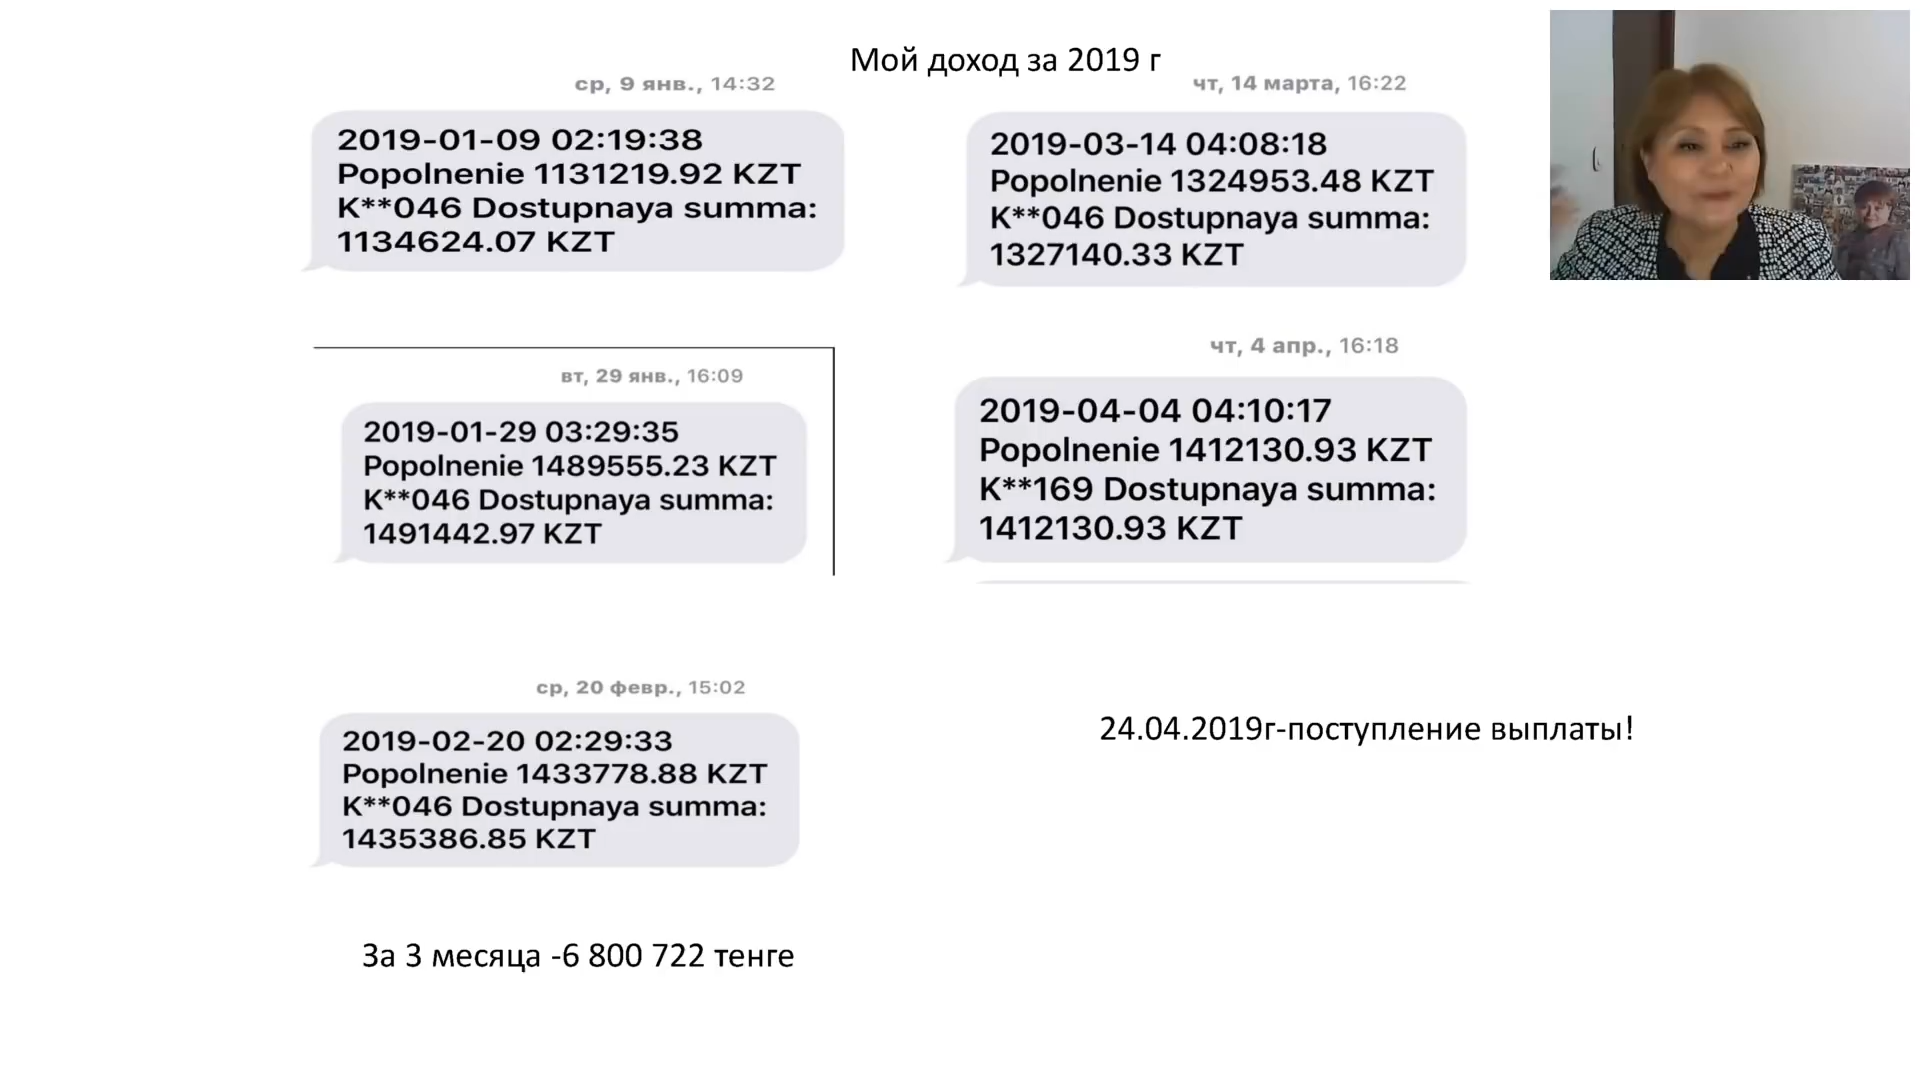 Мой доход за 2019 г
ср, 9 янв., 14:32
2019-01-09 02:19:38
Popolnenie 1131219.92 KZT
K**046 Dostupnaya summa:
1134624.07 KZT
вт, 29 янв., 16:09
2019-01-29 03:29:35
Popolnenie 1489555.23 KZT
K**046 Dostupnaya summa:
1491442.97 KZT
ср, 20 февр., 15:02
2019-02-20 02:29:33
Popolnenie 1433778.88 KZT
K**046 Dostupnaya summa:
1435386.85 KZT
За 3 месяца -6 800 722 тенге
чт, 14 марта, 16:22
2019-03-14 04:08:18
Popolnenie 1324953.48 KZT
K**046 Dostupnaya summa:
1327140.33 KZT
чт, 4 апр., 16:18
2019-04-04 04:10:17
Popolnenie 1412130.93 KZT
K**169 Dostupnaya summa:
1412130.93 KZT
24.04.2019г-поступление выплаты!